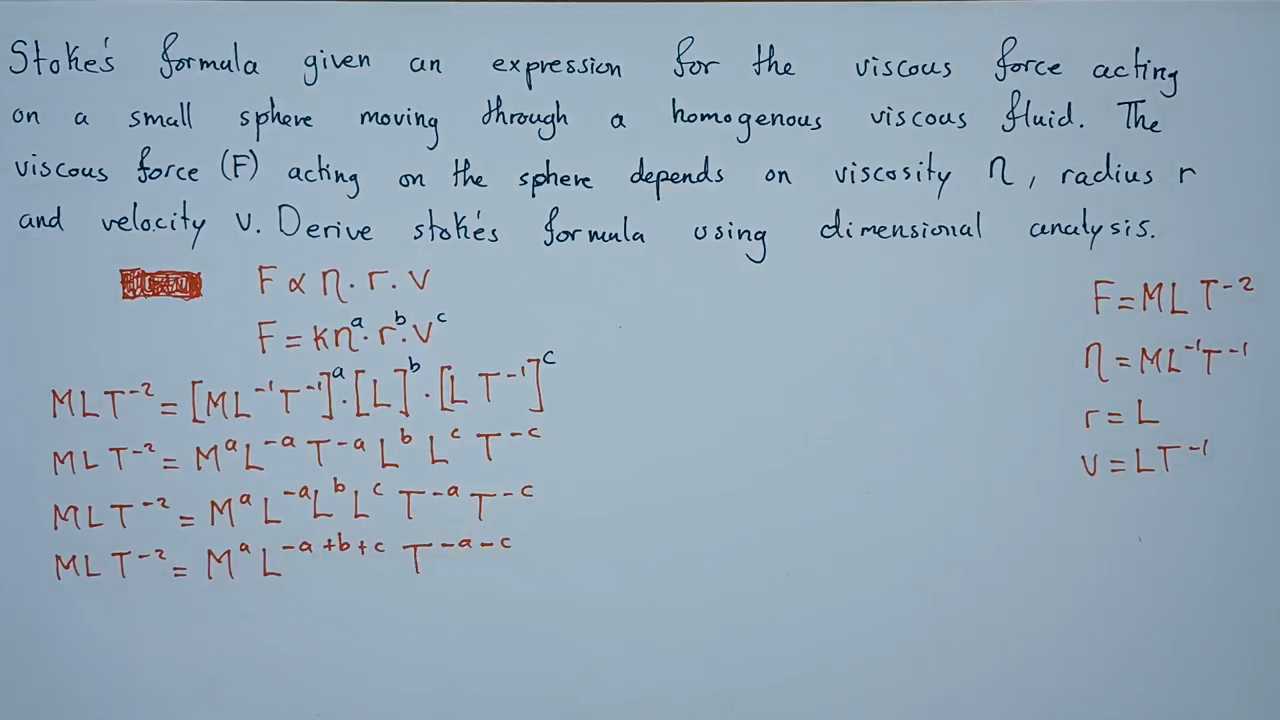 Stoke's formula given an expression for the viscous force acting
on a small sphere moving through a homogenous viscous fluid. The
viscous force (F) acting on the sphere depends on viscosity η, radius r
and velocity v. Derive stoke's formula using dimensional analysis.
F ∝ η · r · v
F = kη^a · r^b · v^c
MLT^-2 = [ML^-1T^-1]^a · [L]^b · [LT^-1]^c
MLT^-2 = M^a L^-a T^-a L^b L^c T^-c
MLT^-2 = M^a L^-a L^b L^c T^-a T^-c
MLT^-2 = M^a L^-a+b+c T^-a-c
F = MLT^-2
η = ML^-1T^-1
r = L
v = LT^-1